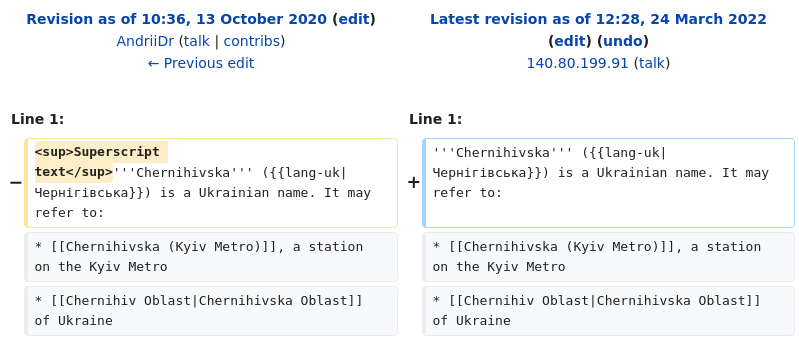 Revision as of 10:36, 13 October 2020 (edit)
AndriiDr (talk | contribs)
← Previous edit
Latest revision as of 12:28, 24 March 2022
(edit) (undo)
140.80.199.91 (talk)
Line 1:
Line 1:
−
<sup>Superscript
text</sup>'''Chernihivska''' ({{lang-uk|
Чернігівська}}) is a Ukrainian name. It may
refer to:
+
'''Chernihivska''' ({{lang-uk|
Чернігівська}}) is a Ukrainian name. It may
refer to:
* [[Chernihivska (Kyiv Metro)]], a station
on the Kyiv Metro
* [[Chernihivska (Kyiv Metro)]], a station
on the Kyiv Metro
* [[Chernihiv Oblast|Chernihivska Oblast]]
of Ukraine
* [[Chernihiv Oblast|Chernihivska Oblast]]
of Ukraine